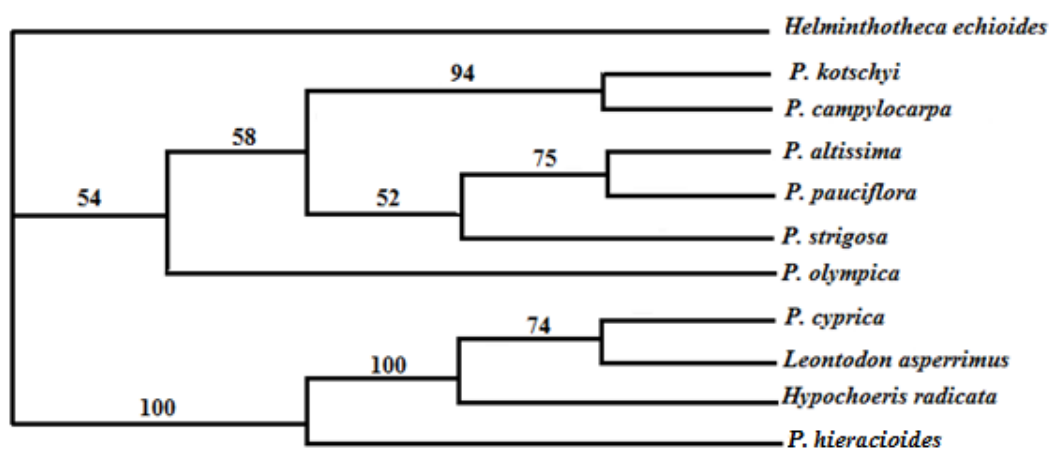 Helminthotheca echioides
P. kotschyi
94
P. campylocarpa
58
P. altissima
75
P. pauciflora
54
52
P. strigosa
P. olympica
P. cyprica
74
Leontodon asperrimus
100
Hypochoeris radicata
100
P. hieracioides